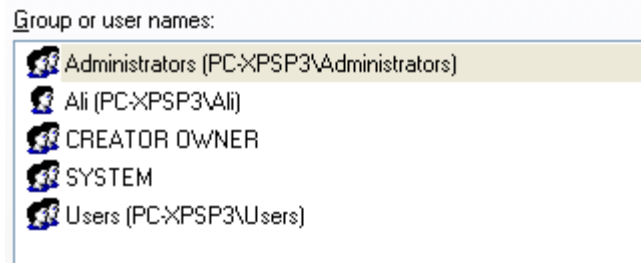 Group or user names:
Administrators (PC-XPSP3\Administrators)
Ali (PC-XPSP3\Ali)
CREATOR OWNER
SYSTEM
Users (PC-XPSP3\Users)